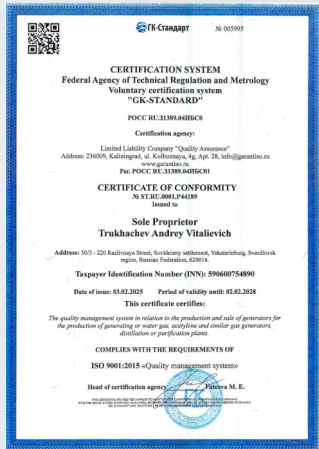 ГК-Стандарт
№ 005995
CERTIFICATION SYSTEM
Federal Agency of Technical Regulation and Metrology
Voluntary certification system
"GK-STANDARD"
РОСС RU.31389.04ИБС0
Certification agency:
Limited Liability Company "Quality Assurance"
Address: 236009, Kaliningrad, ul. Kolhoznaya, 4g, Apt. 28, info@garantiso.ru
www.garantiso.ru
Рег. РОСС RU.31389.04ИБС01
CERTIFICATE OF CONFORMITY
№ ST.RU.0001.P44189
Issued to
Sole Proprietor
Trukhachev Andrey Vitalievich
Address: 50/3 - 220 Razlivnaya Street, Sovkhozny settlement, Yekaterinburg, Sverdlovsk
region, Russian Federation, 620016.
Taxpayer Identification Number (INN): 590600754890
Date of issue: 03.02.2025 Period of validity until: 02.02.2028
This certificate certifies:
The quality management system in relation to the production and sale of generators for
the production of generating or water gas, acetylene and similar gas generators,
distillation or purification plants.
COMPLIES WITH THE REQUIREMENTS OF
ISO 9001:2015 «Quality management system»
Head of certification agency Fateeva M. E.